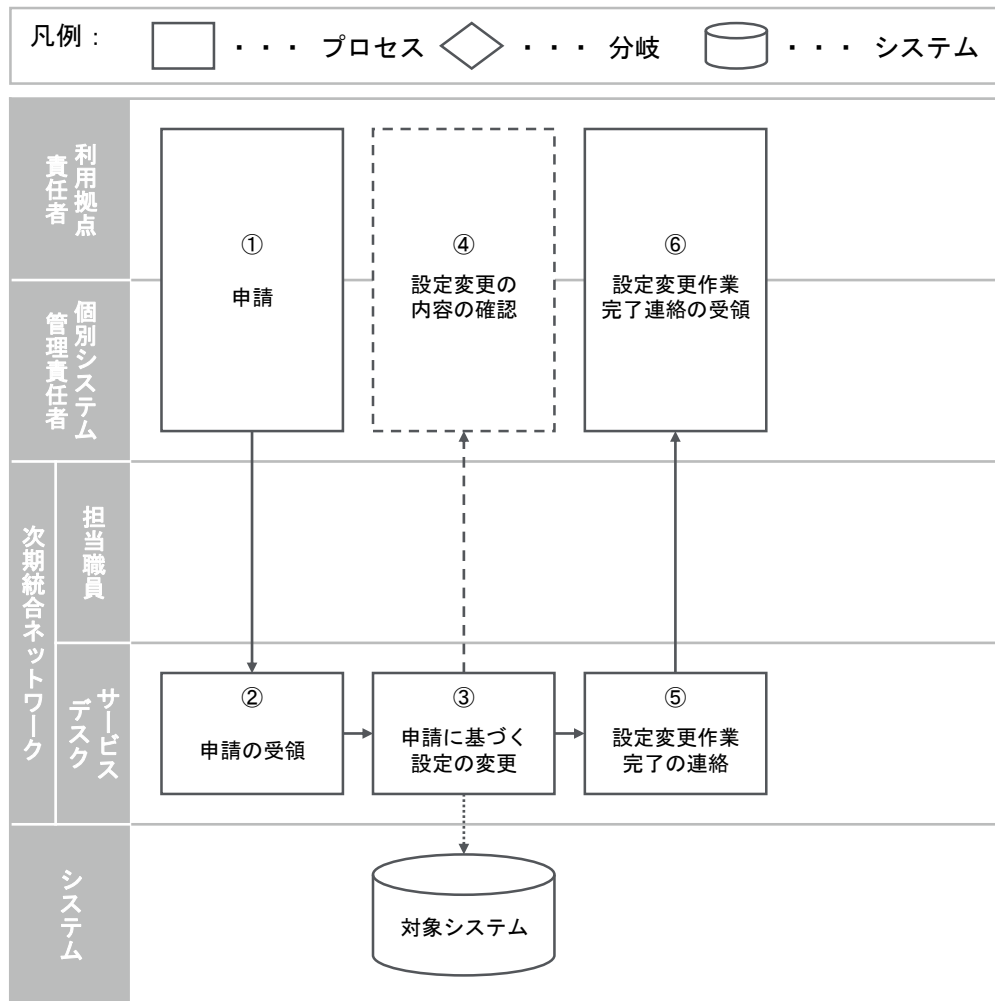 凡例：
・・・ プロセス
・・・ 分岐
・・・ システム
利用拠点
責任者
個別システム
管理責任者
次期統合ネットワーク
担当職員
サービス
デスク
システム
①
申請
④
設定変更の
内容の確認
⑥
設定変更作業
完了連絡の受領
②
申請の受領
③
申請に基づく
設定の変更
⑤
設定変更作業
完了の連絡
対象システム